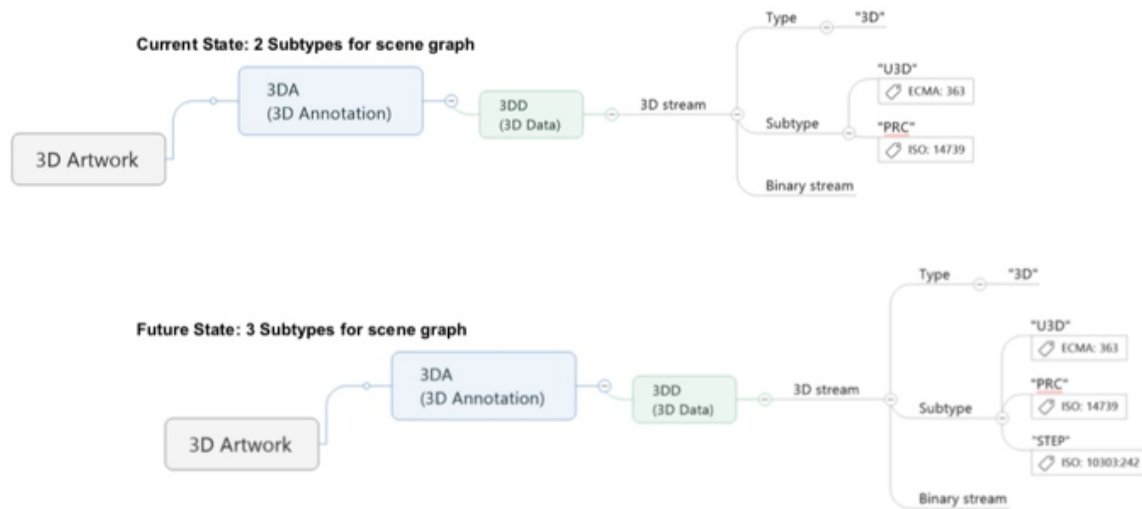 Current State: 2 Subtypes for scene graph
3D Artwork
3DA
(3D Annotation)
3DD
(3D Data)
3D stream
Type
"3D"
Subtype
"U3D"
ECMA: 363
"PRC"
ISO: 14739
Binary stream
Future State: 3 Subtypes for scene graph
3D Artwork
3DA
(3D Annotation)
3DD
(3D Data)
3D stream
Type
"3D"
Subtype
"U3D"
ECMA: 363
"PRC"
ISO: 14739
"STEP"
ISO: 10303:242
Binary stream